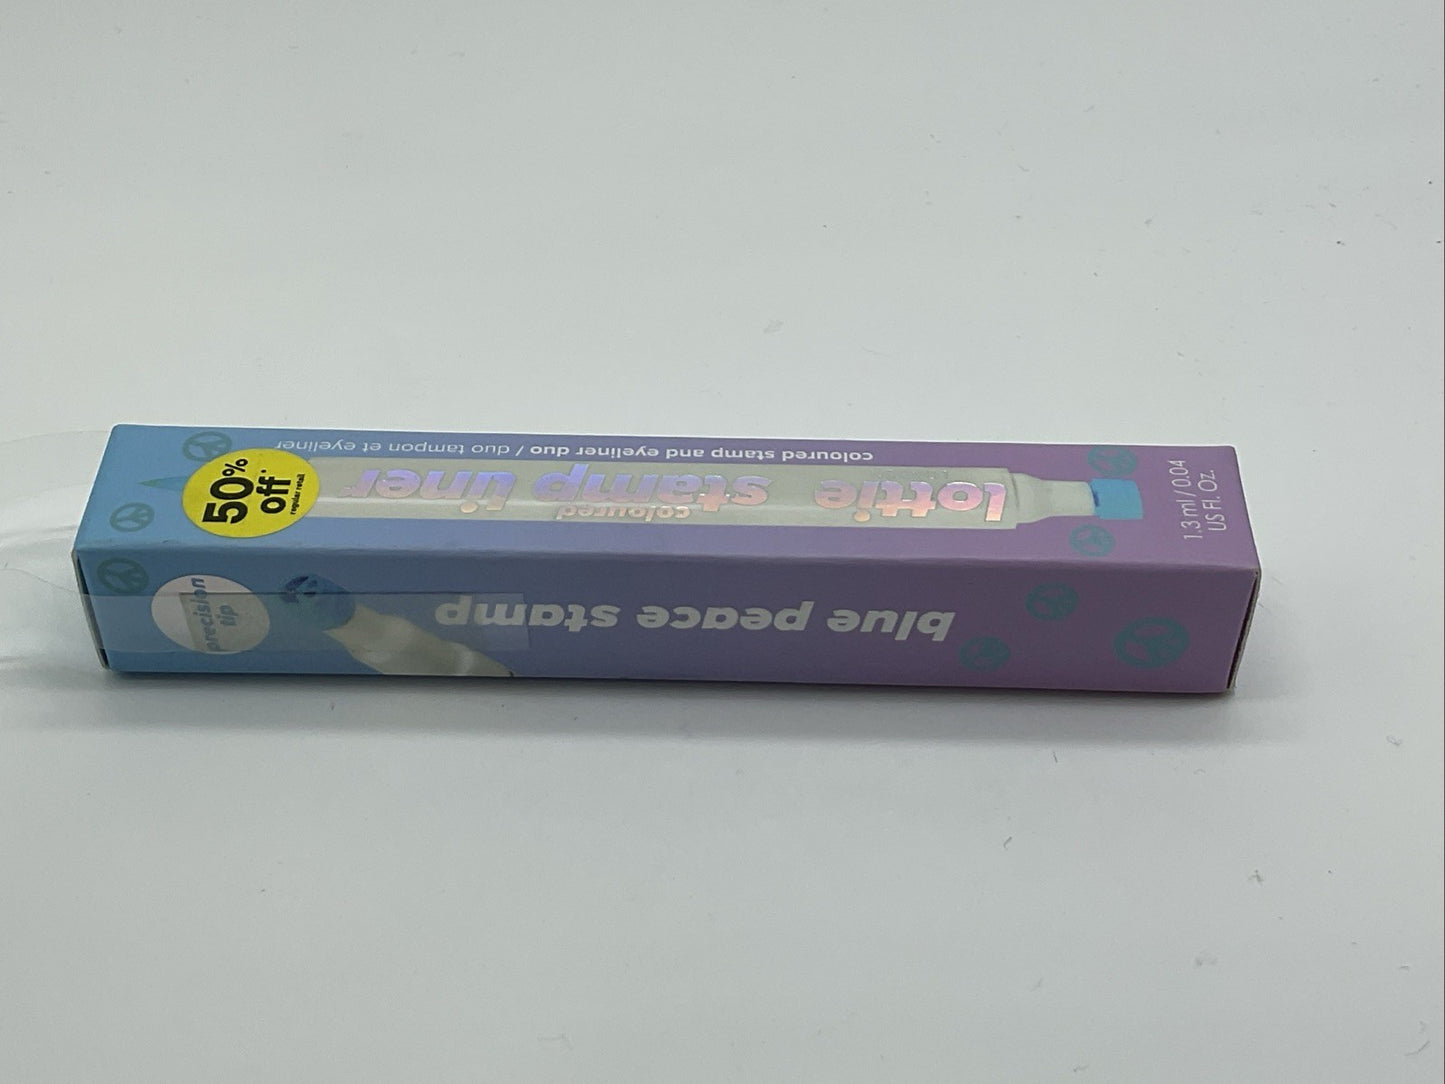 coloured stamp and eyeliner duo / duo tampon et eyeliner
lottie
coloured
stamp liner
50%
off*
regular retail
1.3 ml / 0.04
US Fl. Oz.
blue peace stamp
precision
tip